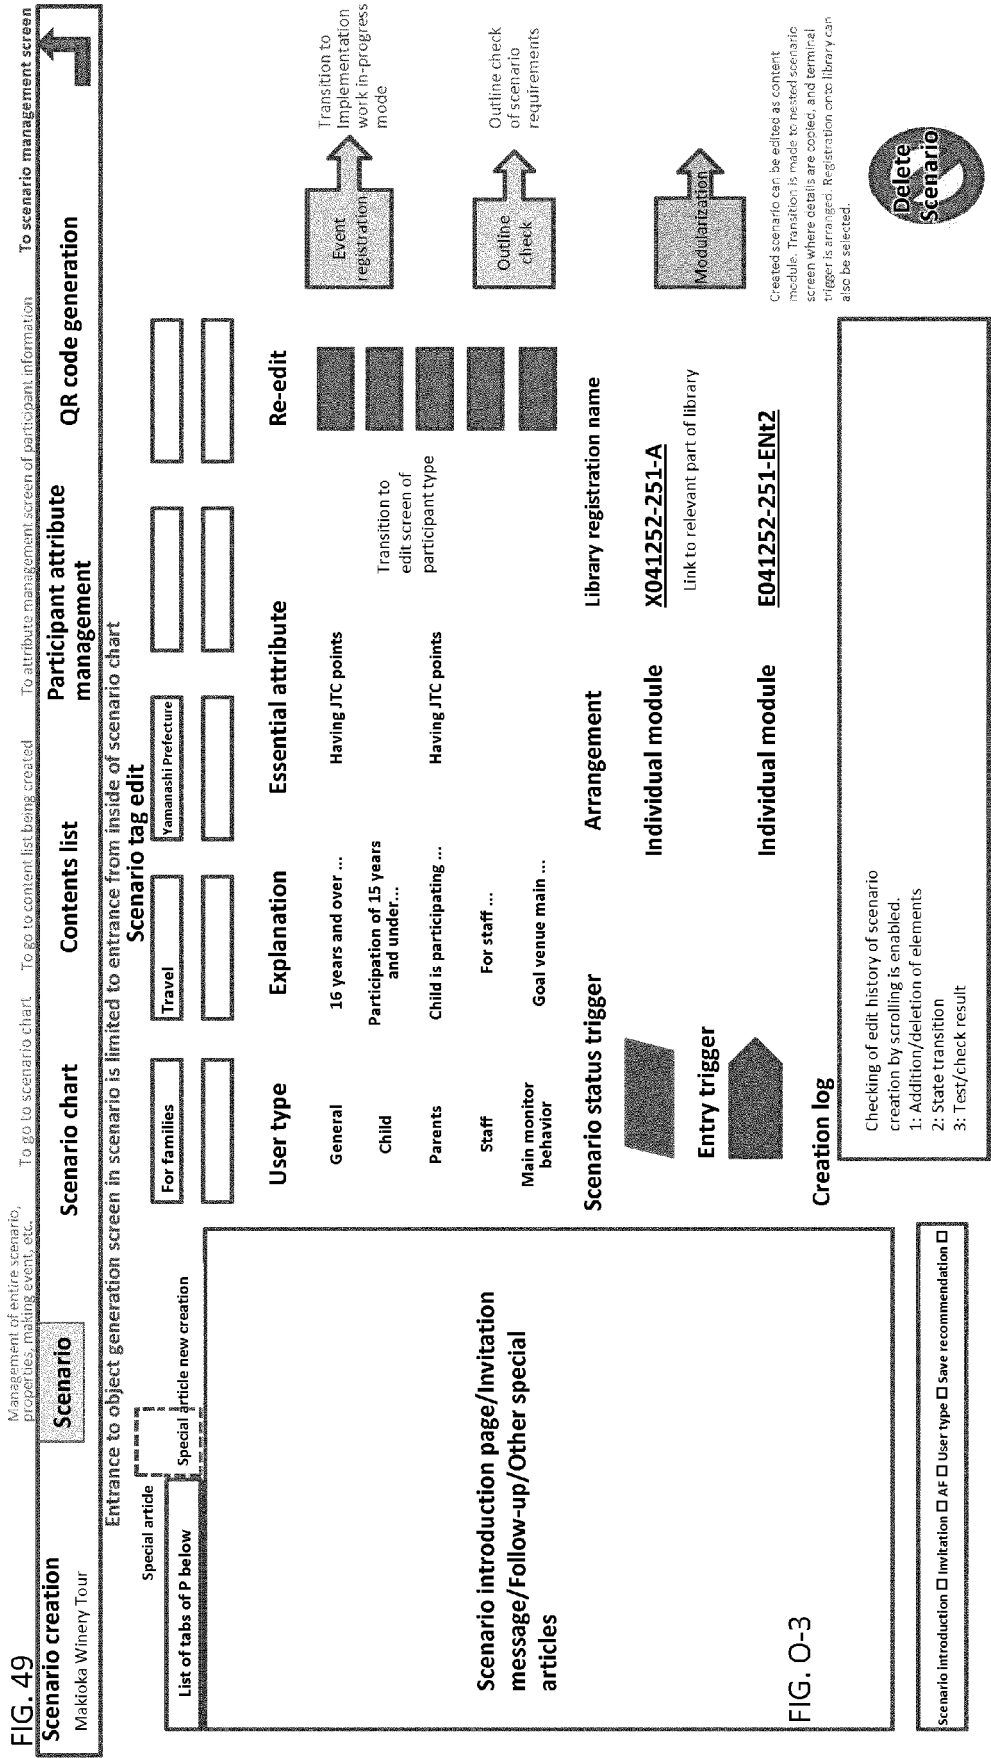 FIG. 49
Management of entire scenario,
properties, making event, etc.
To go to scenario chart
To go to content list being created
To attribute management screen of participant information
To scenario management screen
Scenario creation
Makioka Winery Tour
Scenario
Scenario chart
Contents list
Participant attribute
management
QR code generation
Entrance to object generation screen in scenario is limited to entrance from inside of scenario chart
Scenario tag edit
Special article
Special article new creation
List of tabs of P below
For families
Travel
Yamanashi Prefecture
Scenario introduction page/Invitation
message/Follow-up/Other special
articles
FIG. O-3
Scenario introduction □ Invitation □ AF □ User type □ Save recommendation □
User type
Explanation
Essential attribute
Re-edit
General
16 years and over ...
Having JTC points
Child
Participation of 15 years
and under...
Transition to
edit screen of
participant type
Parents
Child is participating ...
Having JTC points
Staff
For staff ...
Main monitor
behavior
Goal venue main ...
Scenario status trigger
Arrangement
Library registration name
Individual module
X041252-251-A
Link to relevant part of library
Entry trigger
Individual module
E041252-251-ENt2
Creation log
Checking of edit history of scenario
creation by scrolling is enabled.
1: Addition/deletion of elements
2: State transition
3: Test/check result
Event
registration
Transition to
Implementation
work in-progress
mode
Outline
check
Outline check
of scenario
requirements
Modularization
Created scenario can be edited as content
module. Transition is made to nested scenario
screen where details are copied, and terminal
trigger is arranged. Registration onto library can
also be selected.
Delete
Scenario